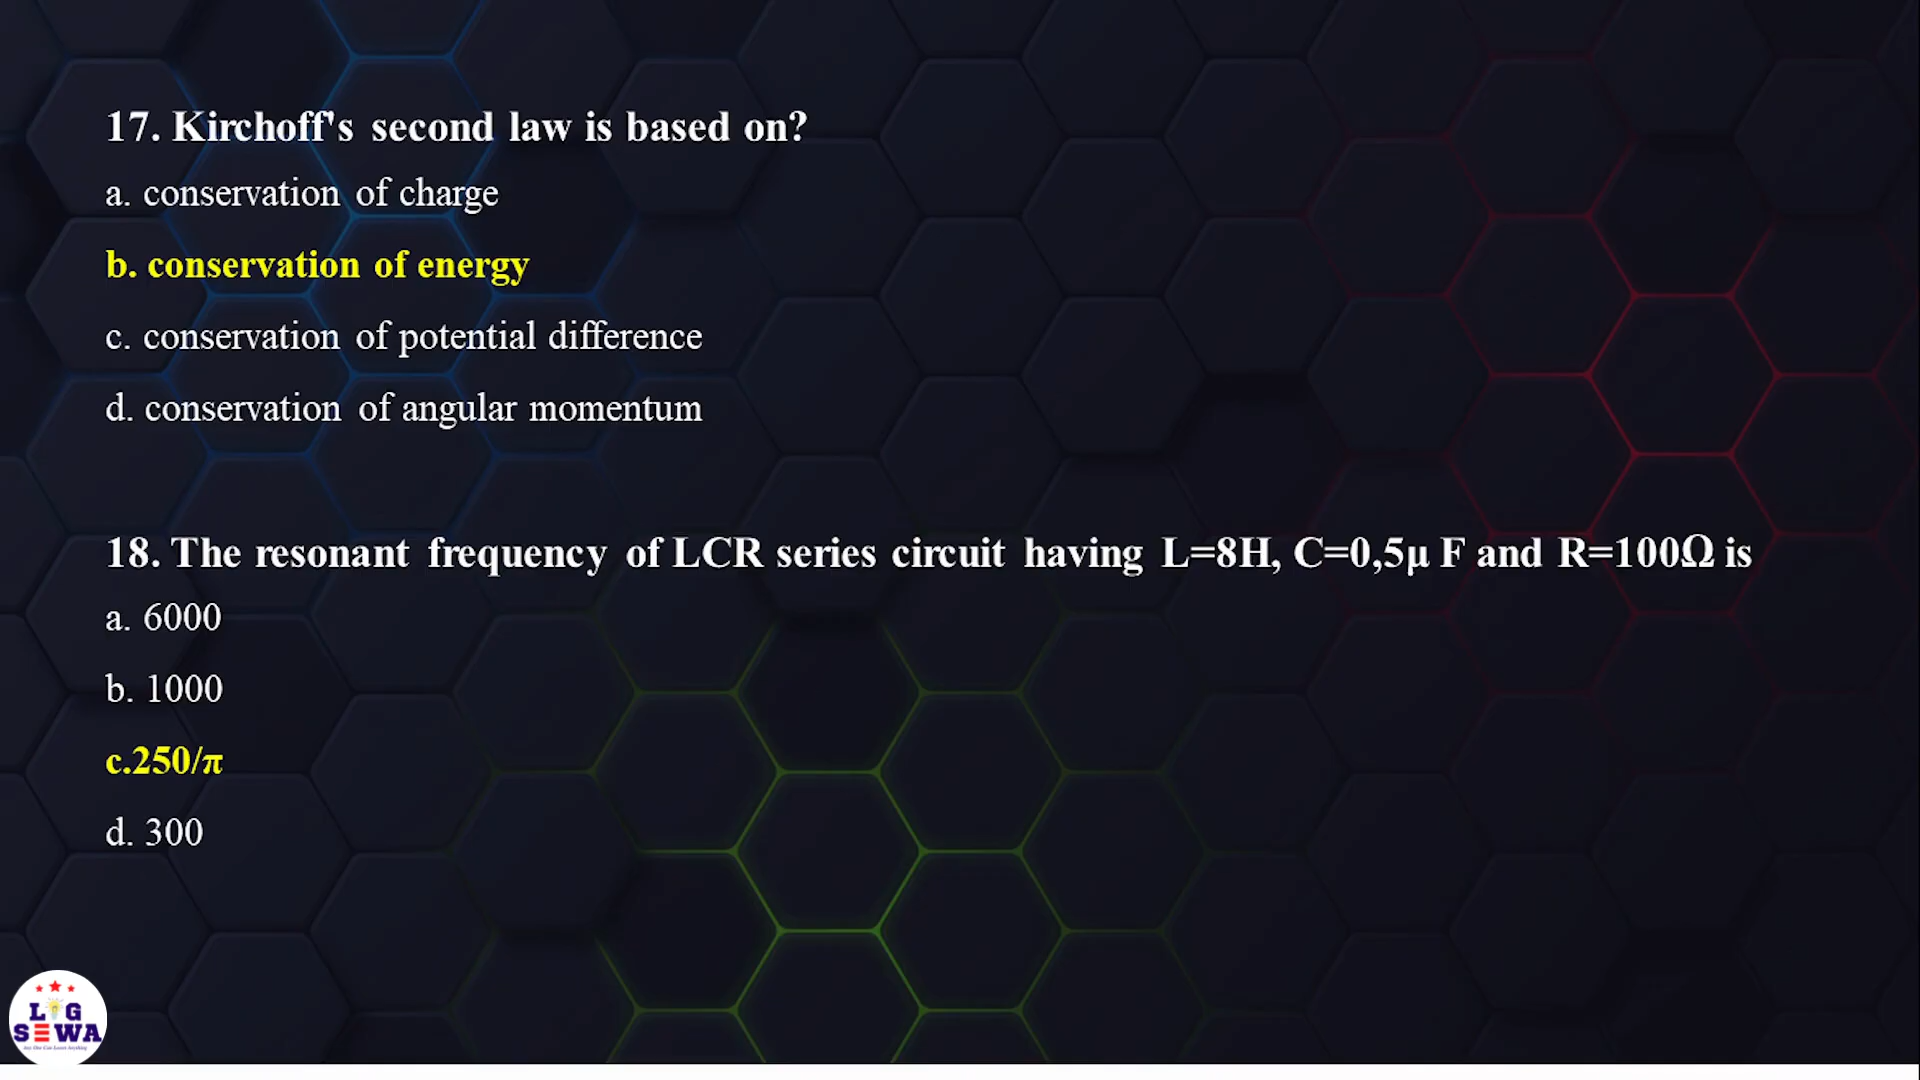 17. Kirchoff's second law is based on?
a. conservation of charge
b. conservation of energy
c. conservation of potential difference
d. conservation of angular momentum
18. The resonant frequency of LCR series circuit having L=8H, C=0,5μ F and R=100Ω is
a. 6000
b. 1000
c.250/π
d. 300
L G
SEWA